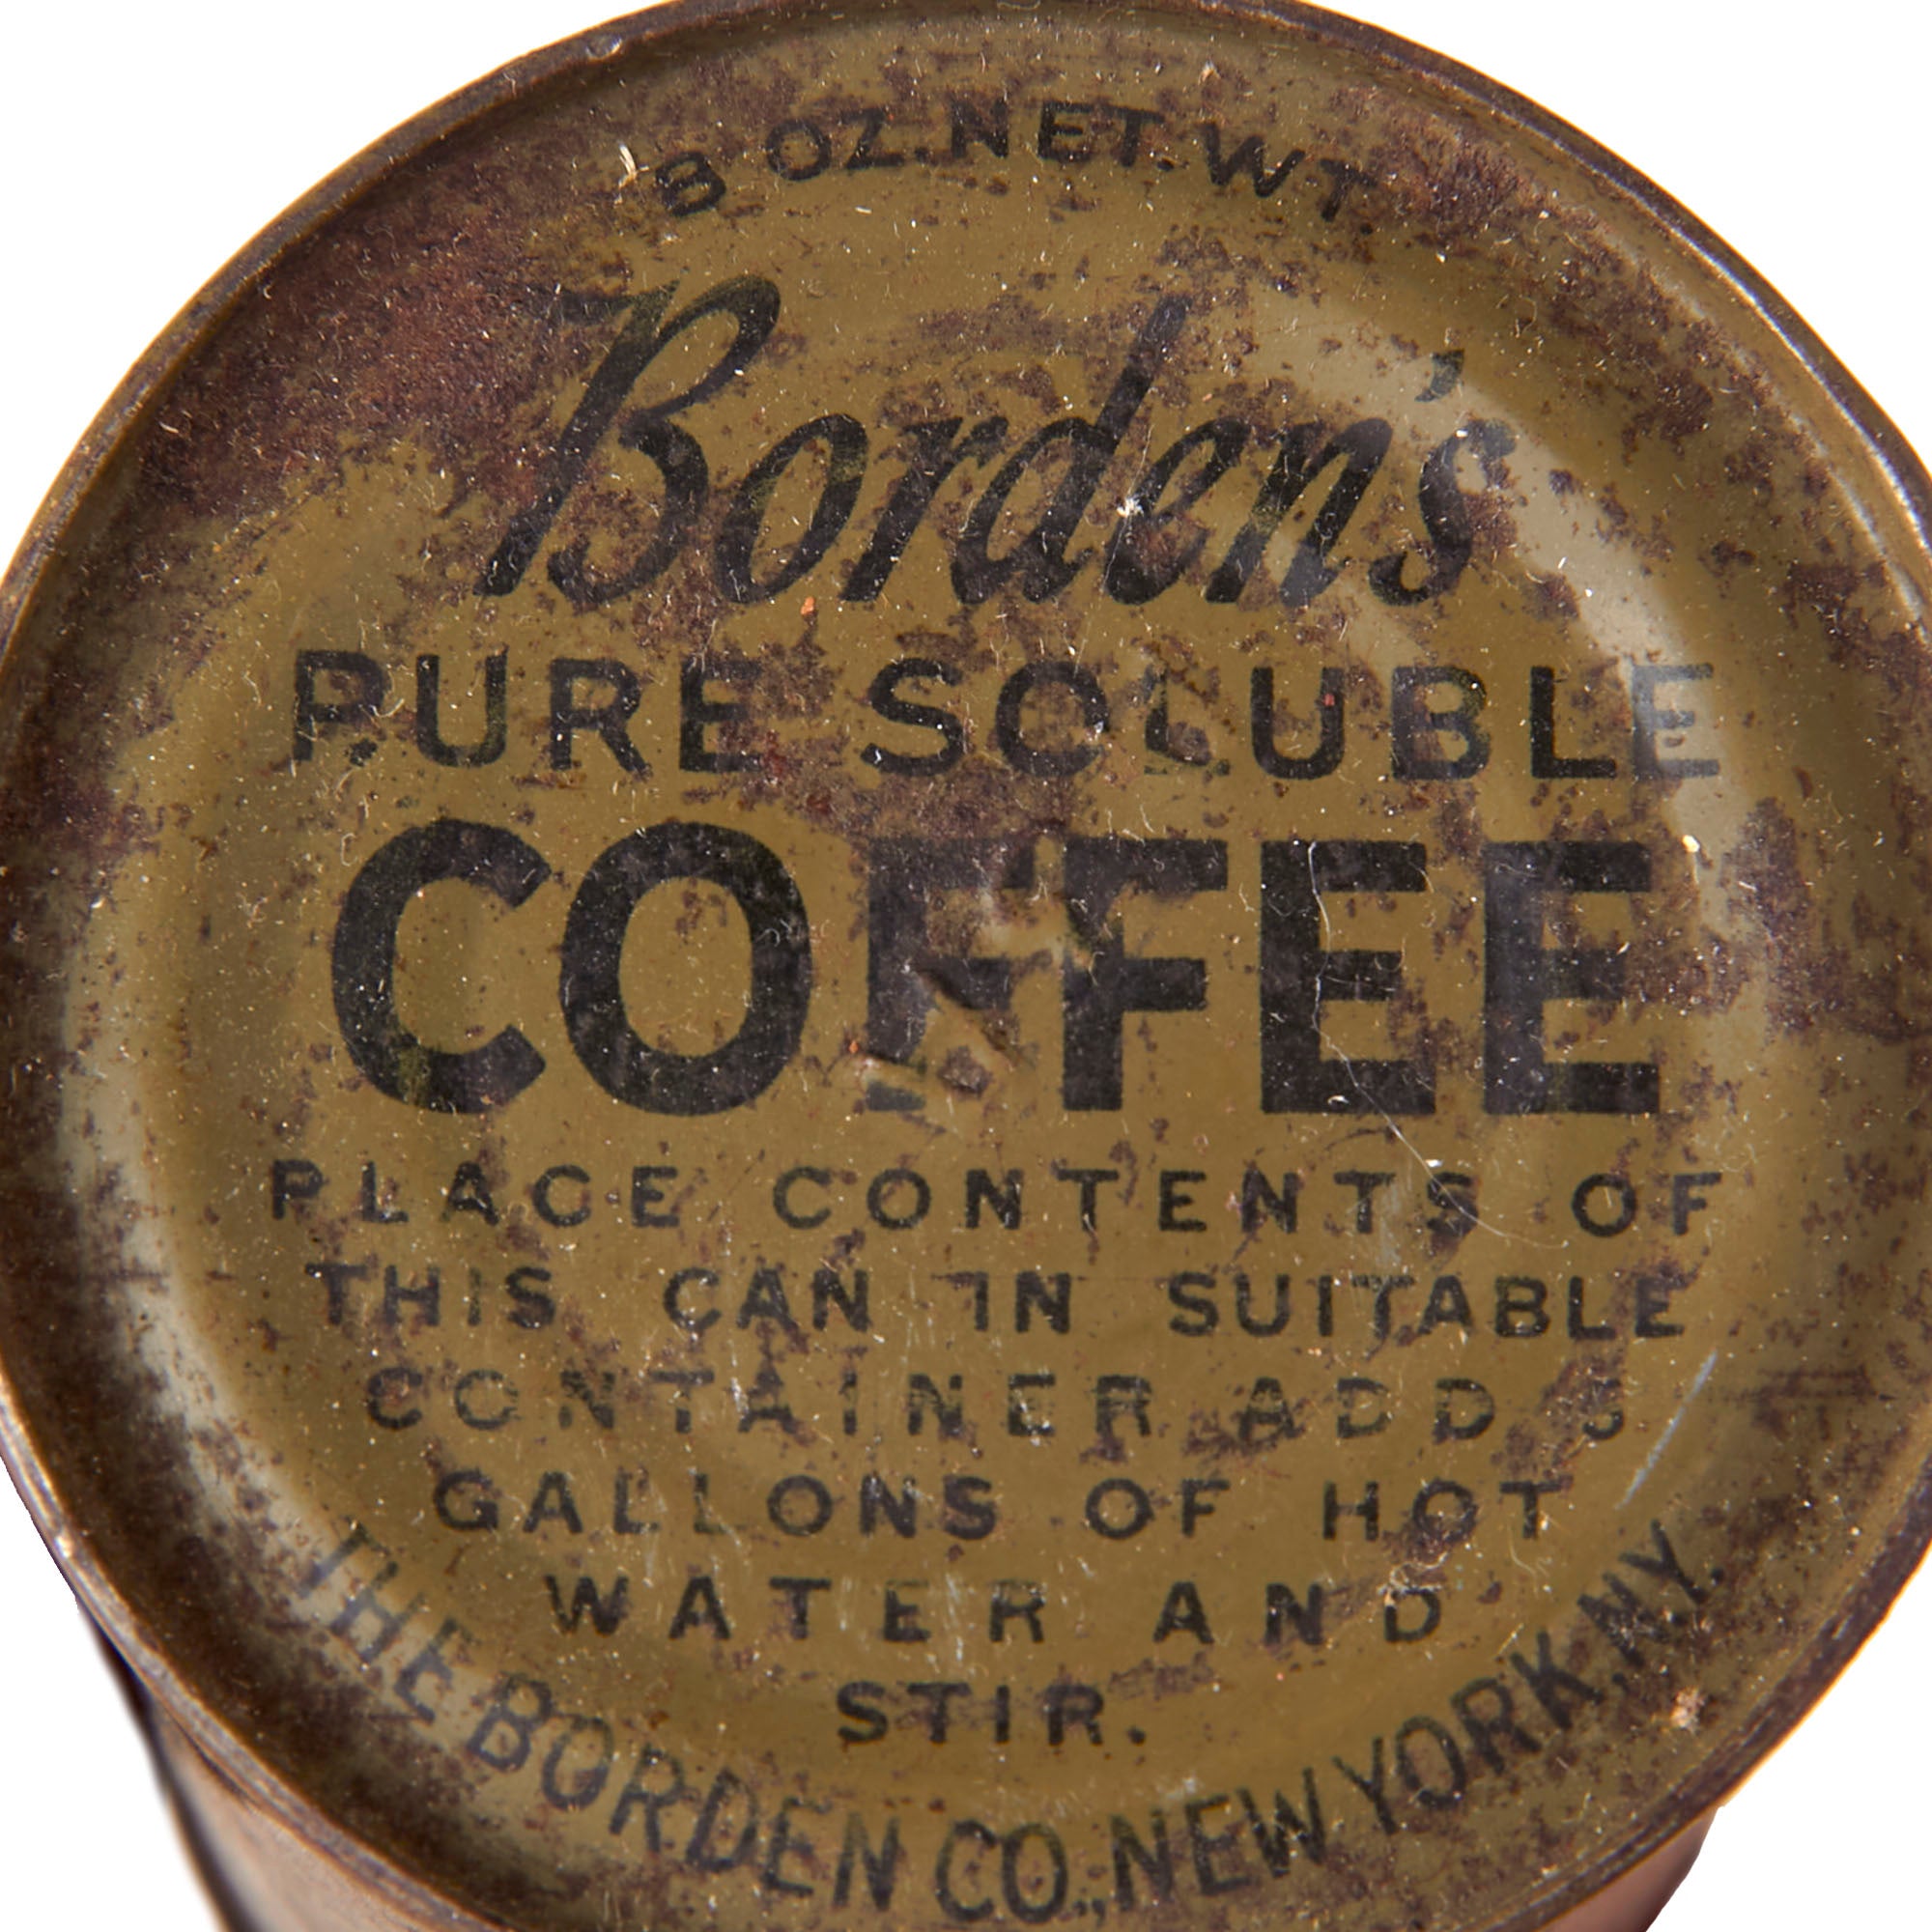 8 OZ. NET. WT.
Borden's
PURE SOLUBLE
COFFEE
PLACE CONTENTS OF
THIS CAN IN SUITABLE
CONTAINER ADD
GALLONS OF HOT
WATER AND
STIR.
THE BORDEN CO., NEW YORK, N.Y.